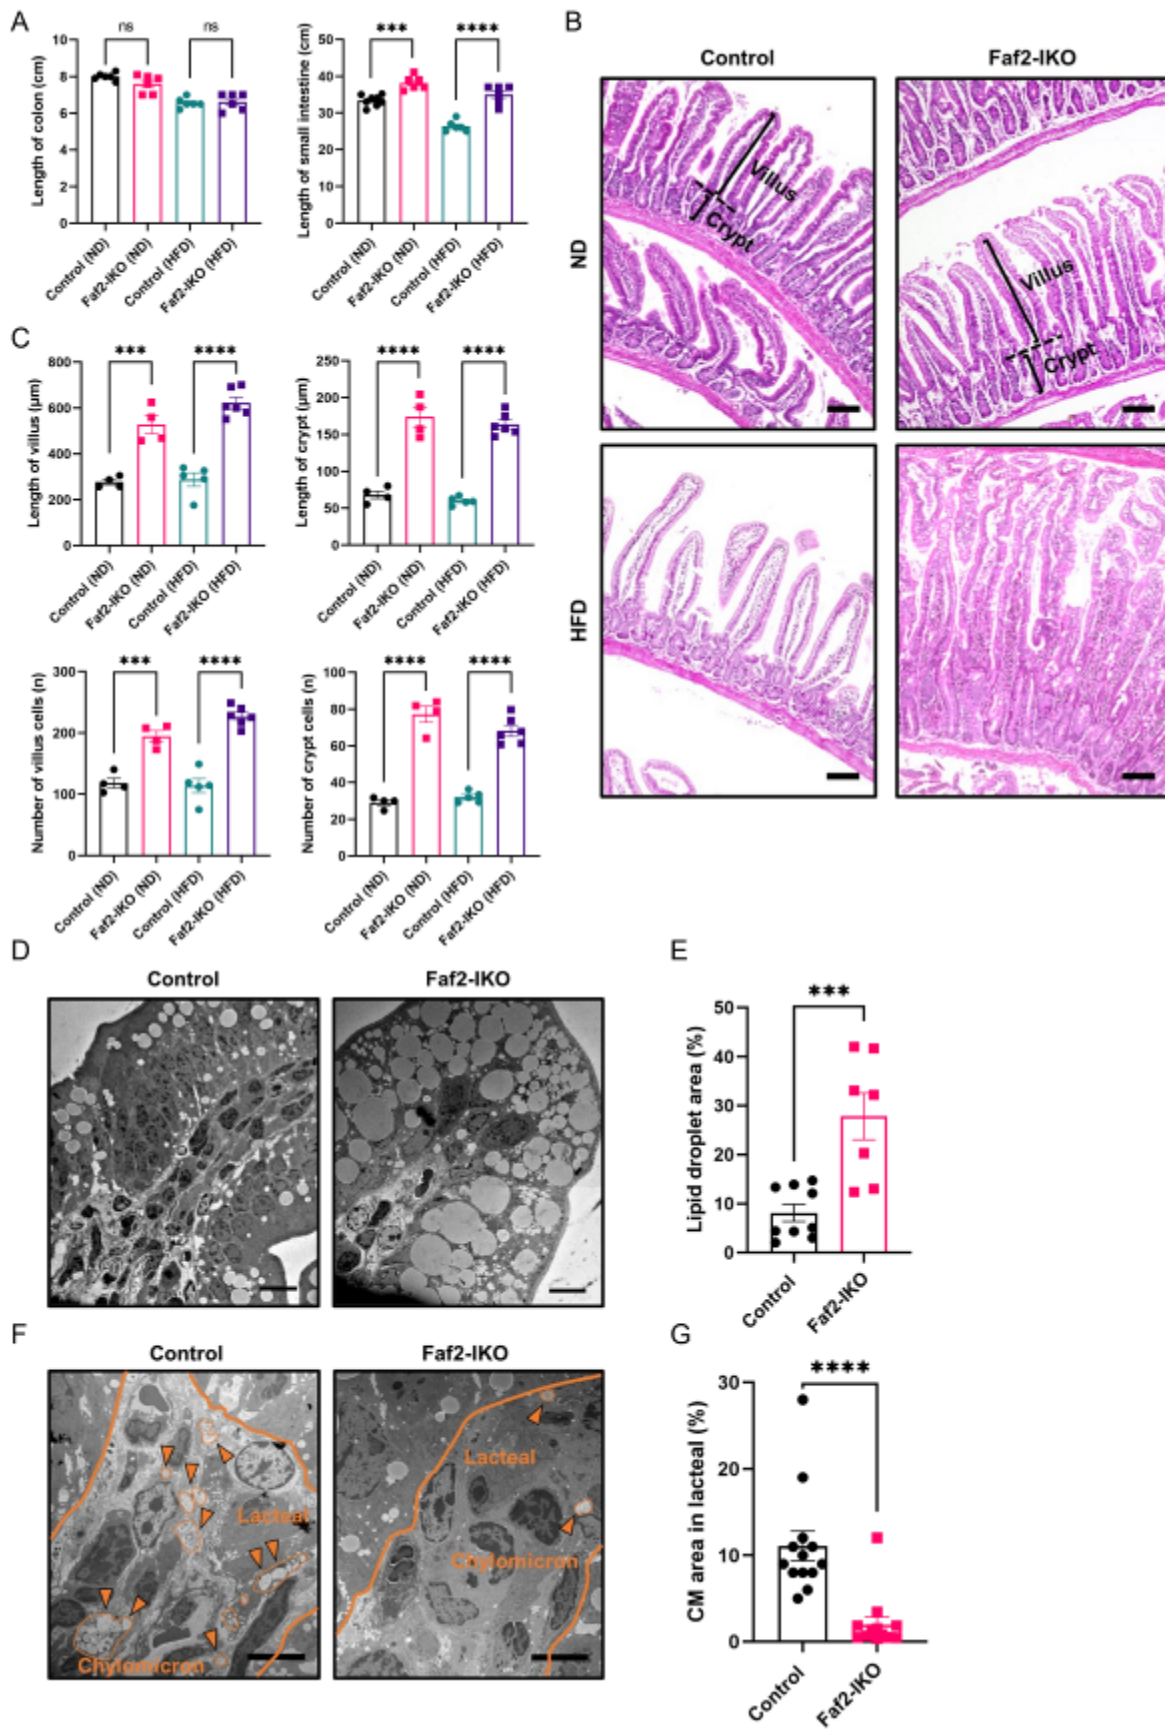 A
Length of colon (cm)
10
8
6
4
2
0
ns
ns
Control (ND)
Faf2-IKO (ND)
Control (HFD)
Faf2-IKO (HFD)
Length of small intestine (cm)
50
40
30
20
10
0
***
****
Control (ND)
Faf2-IKO (ND)
Control (HFD)
Faf2-IKO (HFD)
B
Control
Faf2-IKO
ND
HFD
Villus
Crypt
Villus
Crypt
C
Length of villus (μm)
800
600
400
200
0
***
****
Control (ND)
Faf2-IKO (ND)
Control (HFD)
Faf2-IKO (HFD)
Length of crypt (μm)
250
200
150
100
50
0
****
****
Control (ND)
Faf2-IKO (ND)
Control (HFD)
Faf2-IKO (HFD)
Number of villus cells (n)
300
200
100
0
***
****
Control (ND)
Faf2-IKO (ND)
Control (HFD)
Faf2-IKO (HFD)
Number of crypt cells (n)
100
80
60
40
20
0
****
****
Control (ND)
Faf2-IKO (ND)
Control (HFD)
Faf2-IKO (HFD)
D
Control
Faf2-IKO
E
Lipid droplet area (%)
50
40
30
20
10
0
***
Control
Faf2-IKO
F
Control
Faf2-IKO
Lacteal
Chylomicron
Lacteal
Chylomicron
G
CM area in lacteal (%)
30
20
10
0
****
Control
Faf2-IKO